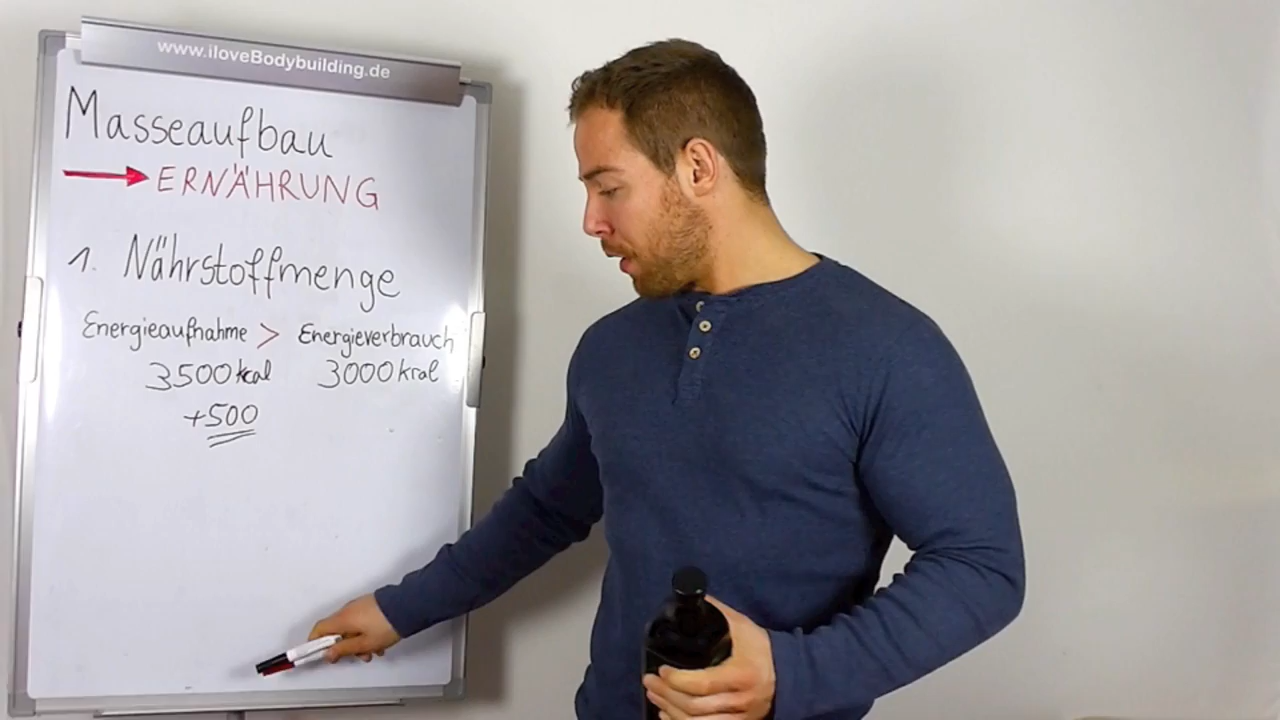 www.iloveBodybuilding.de
Masseaufbau
→ ERNÄHRUNG
1. Nährstoffmenge
Energieaufnahme > Energieverbrauch
3500 kcal 3000 kcal
+500